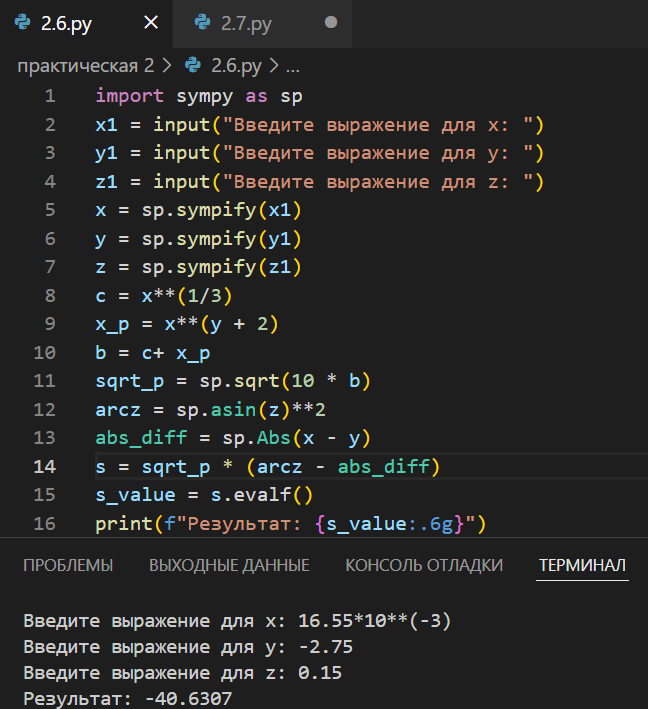 2.6.py
2.7.py
практическая 2 > 2.6.py > ...
1 import sympy as sp
2 x1 = input("Введите выражение для x: ")
3 y1 = input("Введите выражение для y: ")
4 z1 = input("Введите выражение для z: ")
5 x = sp.sympify(x1)
6 y = sp.sympify(y1)
7 z = sp.sympify(z1)
8 c = x**(1/3)
9 x_p = x**(y + 2)
10 b = c+ x_p
11 sqrt_p = sp.sqrt(10 * b)
12 arcz = sp.asin(z)**2
13 abs_diff = sp.Abs(x - y)
14 s = sqrt_p * (arcz - abs_diff)
15 s_value = s.evalf()
16 print(f"Результат: {s_value:.6g}")
ПРОБЛЕМЫ ВЫХОДНЫЕ ДАННЫЕ КОНСОЛЬ ОТЛАДКИ ТЕРМИНАЛ
Введите выражение для x: 16.55*10**(-3)
Введите выражение для y: -2.75
Введите выражение для z: 0.15
Результат: -40.6307